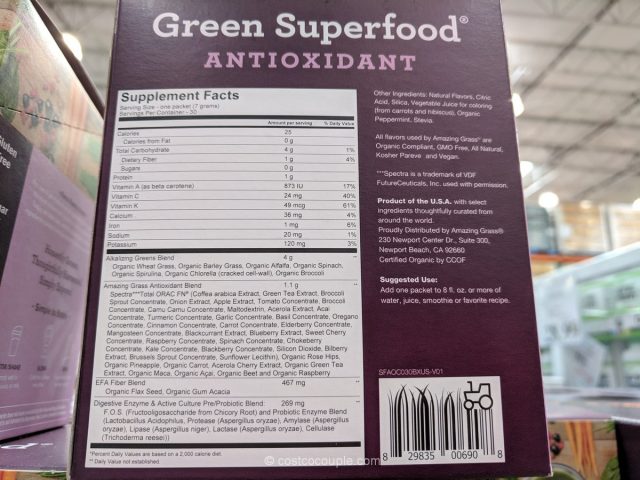 Green Superfood®
ANTIOXIDANT
Supplement Facts
Serving Size - one packet (7 grams)
Servings Per Container - 30
Amount per serving % Daily Value
Calories 25
Calories from Fat 0 g
Total Carbohydrate 4 g 1%
Dietary Fiber 1 g 4%
Sugars 0 g
Protein 1 g
Vitamin A (as beta carotene) 873 IU 17%
Vitamin C 24 mg 40%
Vitamin K 49 mcg 61%
Calcium 36 mg 4%
Iron 1 mg 6%
Sodium 20 mg 1%
Potassium 120 mg 3%
Alkalizing Greens Blend 4 g **
Organic Wheat Grass, Organic Barley Grass, Organic Alfalfa, Organic Spinach,
Organic Spirulina, Organic Chlorella (cracked cell-wall), Organic Broccoli
Amazing Grass Antioxidant Blend 1.1 g **
Spectra***Total ORAC FN® (Coffea arabica Extract, Green Tea Extract, Broccoli
Sprout Concentrate, Onion Extract, Apple Extract, Tomato Concentrate, Broccoli
Concentrate, Camu Camu Concentrate, Maltodextrin, Acerola Extract, Acai
Concentrate, Turmeric Concentrate, Garlic Concentrate, Basil Concentrate, Oregano
Concentrate, Cinnamon Concentrate, Carrot Concentrate, Elderberry Concentrate,
Mangosteen Concentrate, Blackcurrant Extract, Blueberry Extract, Sweet Cherry
Concentrate, Raspberry Concentrate, Spinach Concentrate, Chokeberry
Concentrate, Kale Concentrate, Blackberry Concentrate, Silicon Dioxide, Bilberry
Extract, Brussels Sprout Concentrate, Sunflower Lecithin), Organic Rose Hips,
Organic Pineapple, Organic Carrot, Acerola Cherry Extract, Organic Green Tea
Extract, Organic Maca, Organic Açai, Organic Beet and Organic Raspberry
EFA Fiber Blend 467 mg **
Organic Flax Seed, Organic Gum Acacia
Digestive Enzyme & Active Culture Pre/Probiotic Blend: 269 mg **
F.O.S. (Fructooligosaccharide from Chicory Root) and Probiotic Enzyme Blend
(Lactobacillus Acidophilus, Protease (Aspergillus oryzae), Amylase (Aspergillus
oryzae), Lipase (Aspergillus niger), Lactase (Aspergillus oryzae), Cellulase
(Trichoderma reesei))
*Percent Daily Values are based on a 2,000 calorie diet.
** Daily Value not established.
Other Ingredients: Natural Flavors, Citric
Acid, Silica, Vegetable Juice for coloring
(from carrots and hibiscus), Organic
Peppermint, Stevia.
All flavors used by Amazing Grass® are
Organic Compliant, GMO Free, All Natural,
Kosher Pareve and Vegan.
***Spectra is a trademark of VDF
FutureCeuticals, Inc. used with permission.
Product of the U.S.A. with select
ingredients thoughtfully curated from
around the world.
Proudly Distributed by Amazing Grass®
230 Newport Center Dr., Suite 300,
Newport Beach, CA 92660
Certified Organic by CCOF
Suggested Use:
Add one packet to 8 fl. oz. or more of
water, juice, smoothie or favorite recipe.
SFAQC030BXUS-V01
8 29835 00690 8
© costcocouple.com
Gluten
Free